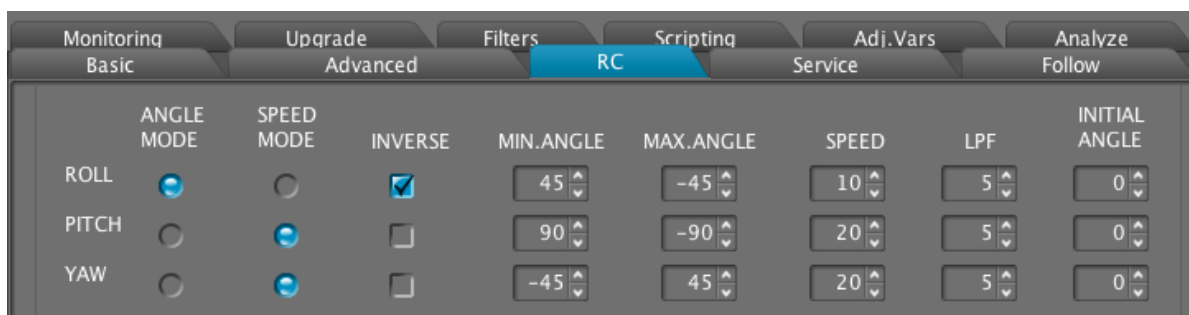 Monitoring Upgrade Filters Scripting Adj.Vars Analyze
Basic Advanced RC Service Follow
ANGLE MODE SPEED MODE INVERSE MIN.ANGLE MAX.ANGLE SPEED LPF INITIAL ANGLE
ROLL 45 -45 10 5 0
PITCH 90 -90 20 5 0
YAW -45 45 20 5 0